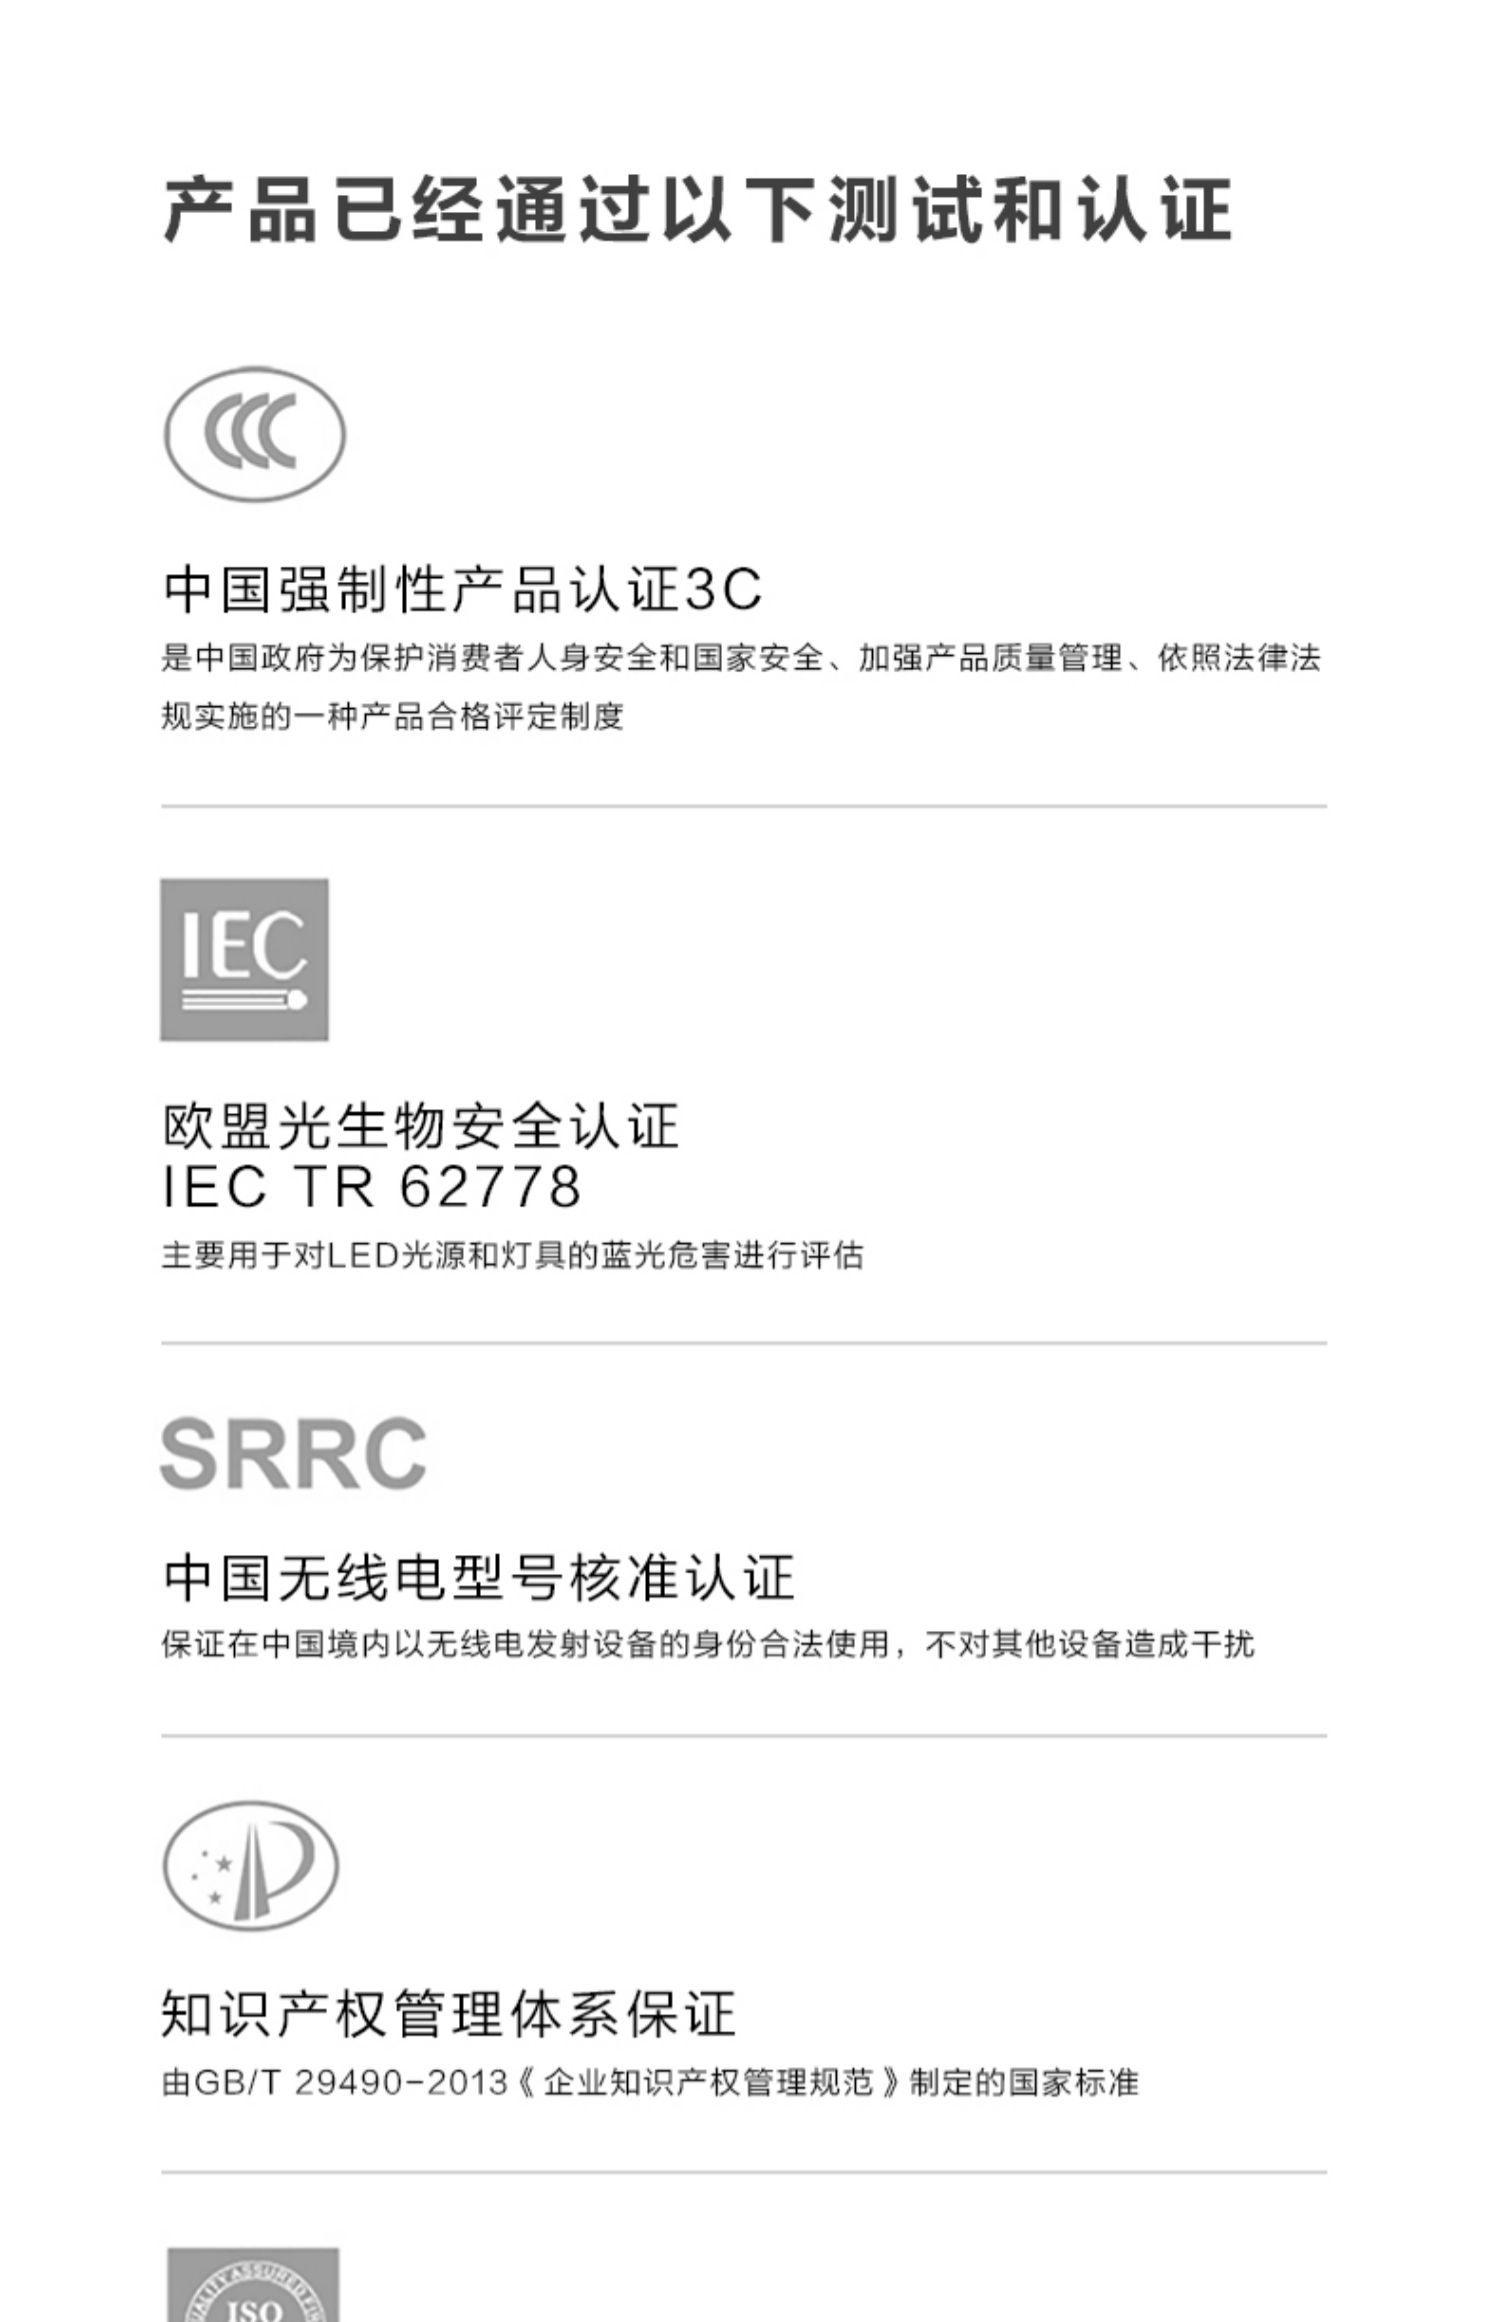 产品已经通过以下测试和认证
CCC
中国强制性产品认证3C
是中国政府为保护消费者人身安全和国家安全、加强产品质量管理、依照法律法
规实施的一种产品合格评定制度
IEC
欧盟光生物安全认证
IEC TR 62778
主要用于对LED光源和灯具的蓝光危害进行评估
SRRC
中国无线电型号核准认证
保证在中国境内以无线电发射设备的身份合法使用，不对其他设备造成干扰
知识产权管理体系保证
由GB/T 29490-2013《企业知识产权管理规范》制定的国家标准
ASSURED
ISO